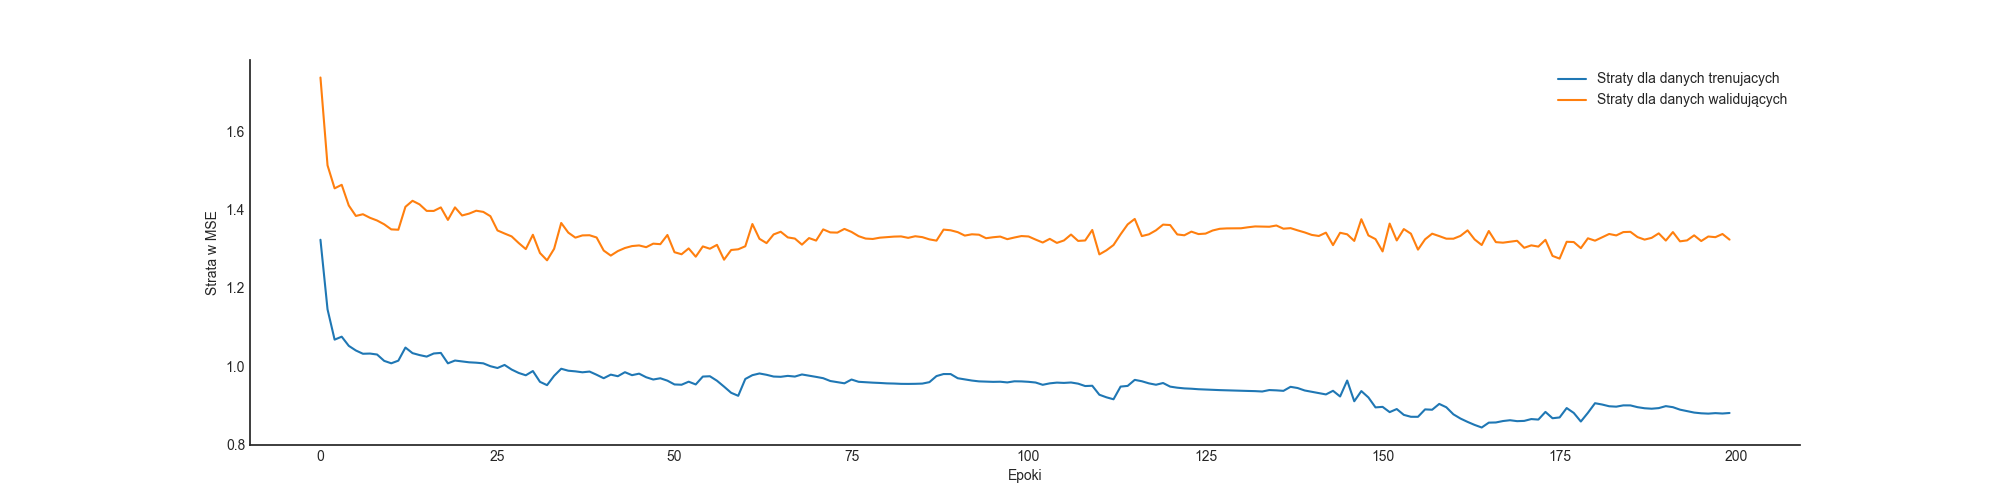 Straty dla danych trenujacych
Straty dla danych walidujących
1.6
1.4
1.2
1.0
0.8
Strata w MSE
0 25 50 75 100 125 150 175 200
Epoki